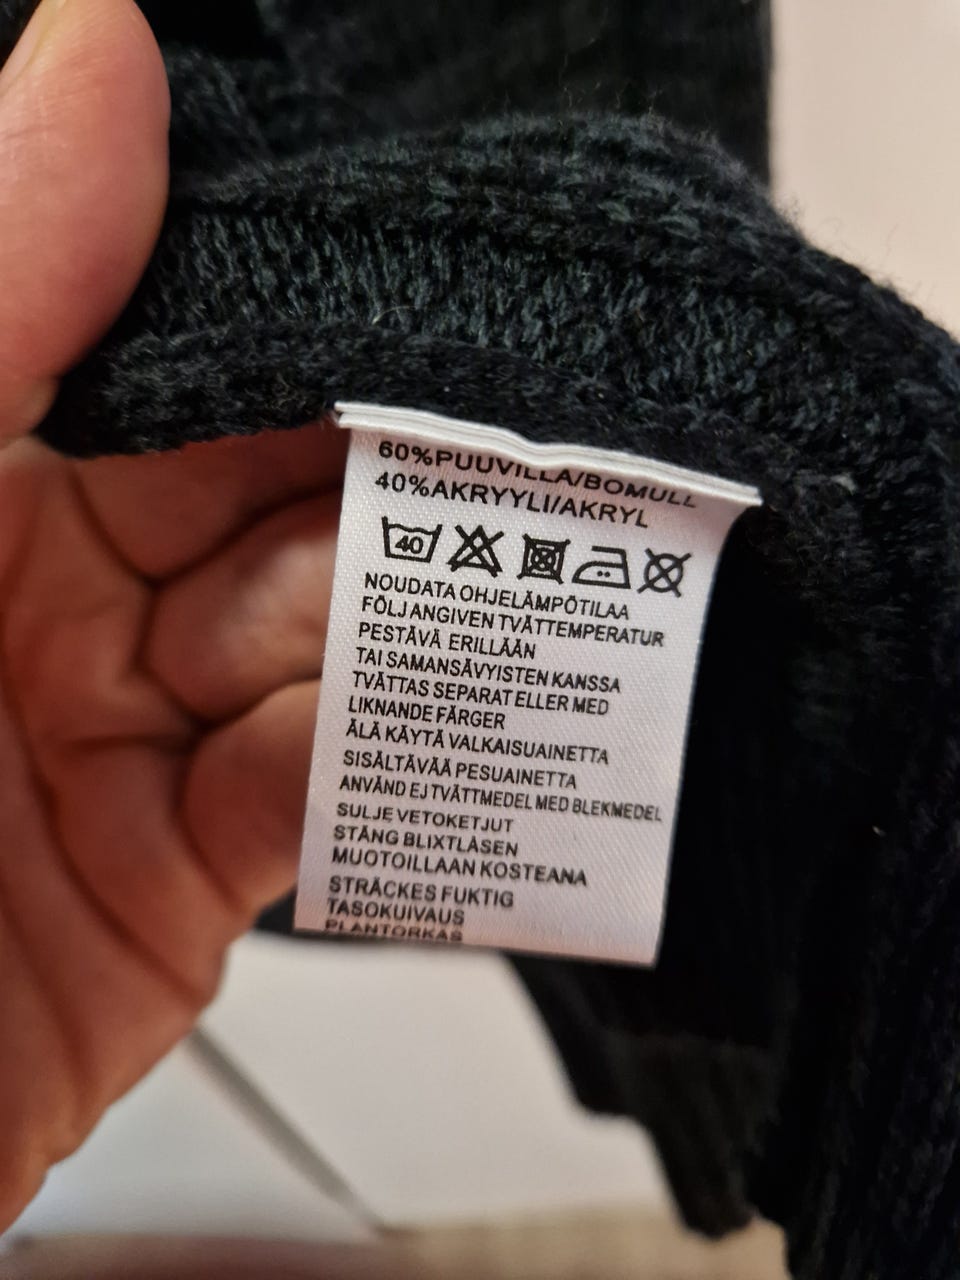 60%PUUVILLA/BOMULL
40%AKRYYLI/AKRYL
40
NOUDATA OHJELÄMPÖTILAA
FÖLJ ANGIVEN TVÄTTEMPERATUR
PESTÄVÄ ERILLÄÄN
TAI SAMANSÄVYISTEN KANSSA
TVÄTTAS SEPARAT ELLER MED
LIKNANDE FÄRGER
ÄLÄ KÄYTÄ VALKAISUAINETTA
SISÄLTÄVÄÄ PESUAINETTA
ANVÄND EJ TVÄTTMEDEL MED BLEKMEDEL
SULJE VETOKETJUT
STÄNG BLIXTLÅSEN
MUOTOILLAAN KOSTEANA
STRÄCKES FUKTIG
TASOKUIVAUS
PLANTORKAS